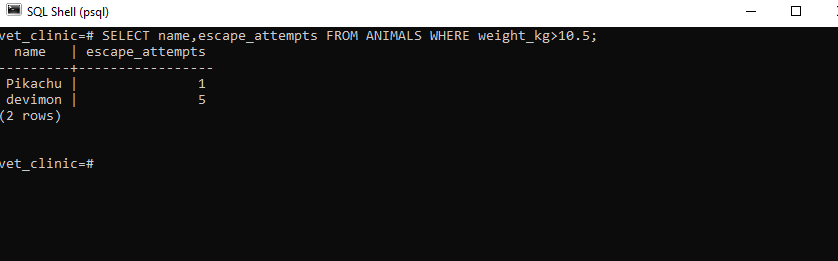 SQL Shell (psql)
vet_clinic=# SELECT name,escape_attempts FROM ANIMALS WHERE weight_kg>10.5;
  name   | escape_attempts
---------+-----------------
 Pikachu |               1
 devimon |               5
(2 rows)
vet_clinic=#